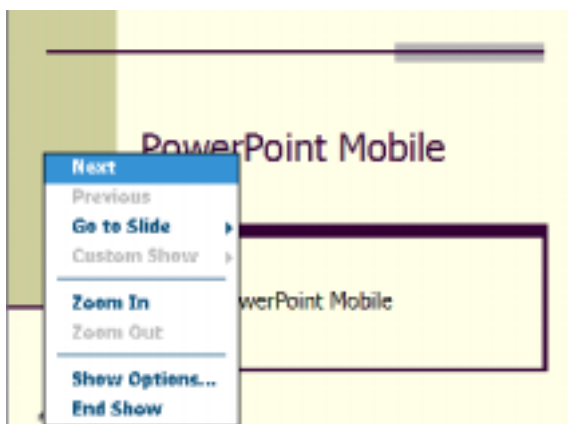 PowerPoint Mobile
Next
Previous
Go to Slide
Custom Show
werPoint Mobile
Zoom In
Zoom Out
Show Options...
End Show